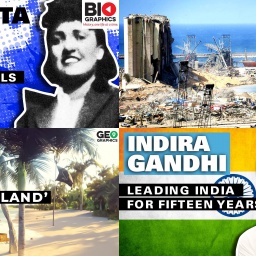 TA
BIO
GRAPHICS
LS
GEO
GRAPHICS
LAND'
INDIRA
GANDHI
LEADING INDIA
FOR FIFTEEN YEARS